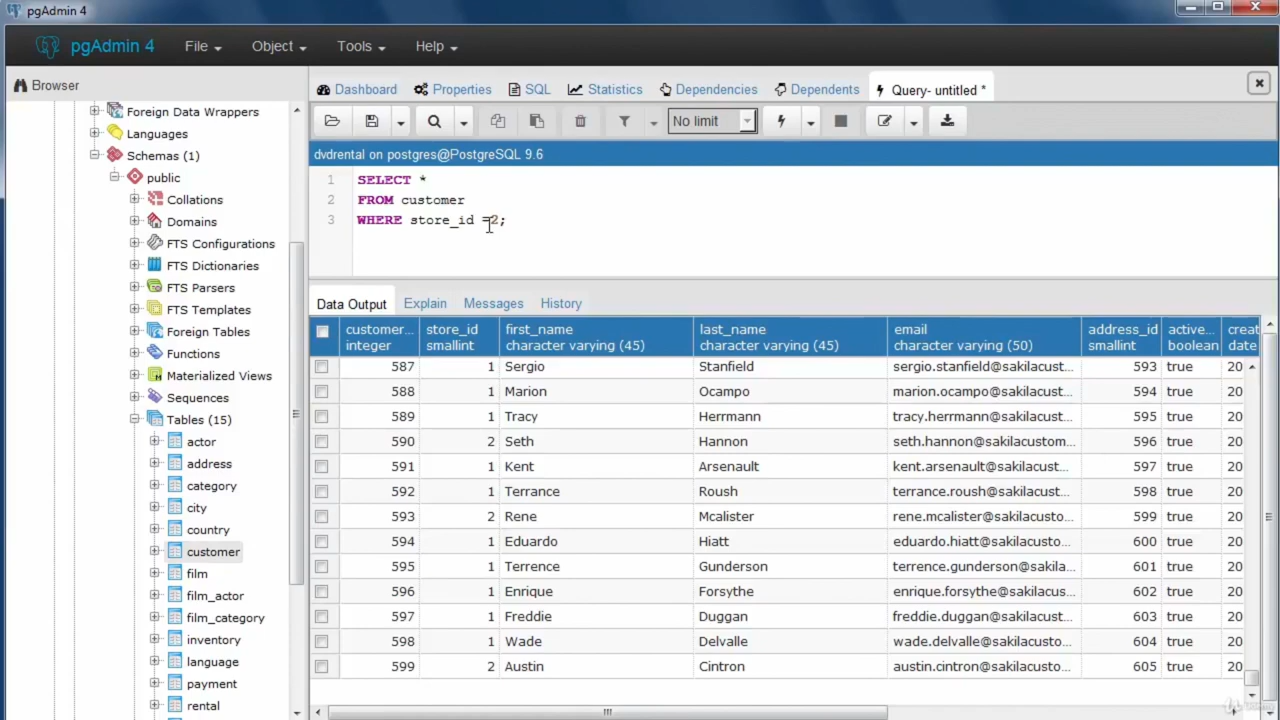 pgAdmin 4
pgAdmin 4 File Object Tools Help
Browser
Dashboard Properties SQL Statistics Dependencies Dependents Query- untitled *
No limit
dvdrental on postgres@PostgreSQL 9.6
1 SELECT *
2 FROM customer
3 WHERE store_id =2;
Foreign Data Wrappers
Languages
Schemas (1)
public
Collations
Domains
FTS Configurations
FTS Dictionaries
FTS Parsers
FTS Templates
Foreign Tables
Functions
Materialized Views
Sequences
Tables (15)
actor
address
category
city
country
customer
film
film_actor
film_category
inventory
language
payment
rental
Data Output Explain Messages History
customer... store_id first_name last_name email address_id active... creat
integer smallint character varying (45) character varying (45) character varying (50) smallint boolean date
587 1 Sergio Stanfield sergio.stanfield@sakilacust... 593 true 20
588 1 Marion Ocampo marion.ocampo@sakilacust... 594 true 20
589 1 Tracy Herrmann tracy.herrmann@sakilacust... 595 true 20
590 2 Seth Hannon seth.hannon@sakilacustom... 596 true 20
591 1 Kent Arsenault kent.arsenault@sakilacust... 597 true 20
592 1 Terrance Roush terrance.roush@sakilacust... 598 true 20
593 2 Rene Mcalister rene.mcalister@sakilacusto... 599 true 20
594 1 Eduardo Hiatt eduardo.hiatt@sakilacusto... 600 true 20
595 1 Terrence Gunderson terrence.gunderson@sakila... 601 true 20
596 1 Enrique Forsythe enrique.forsythe@sakilacus... 602 true 20
597 1 Freddie Duggan freddie.duggan@sakilacust... 603 true 20
598 1 Wade Delvalle wade.delvalle@sakilacusto... 604 true 20
599 2 Austin Cintron austin.cintron@sakilacusto... 605 true 20